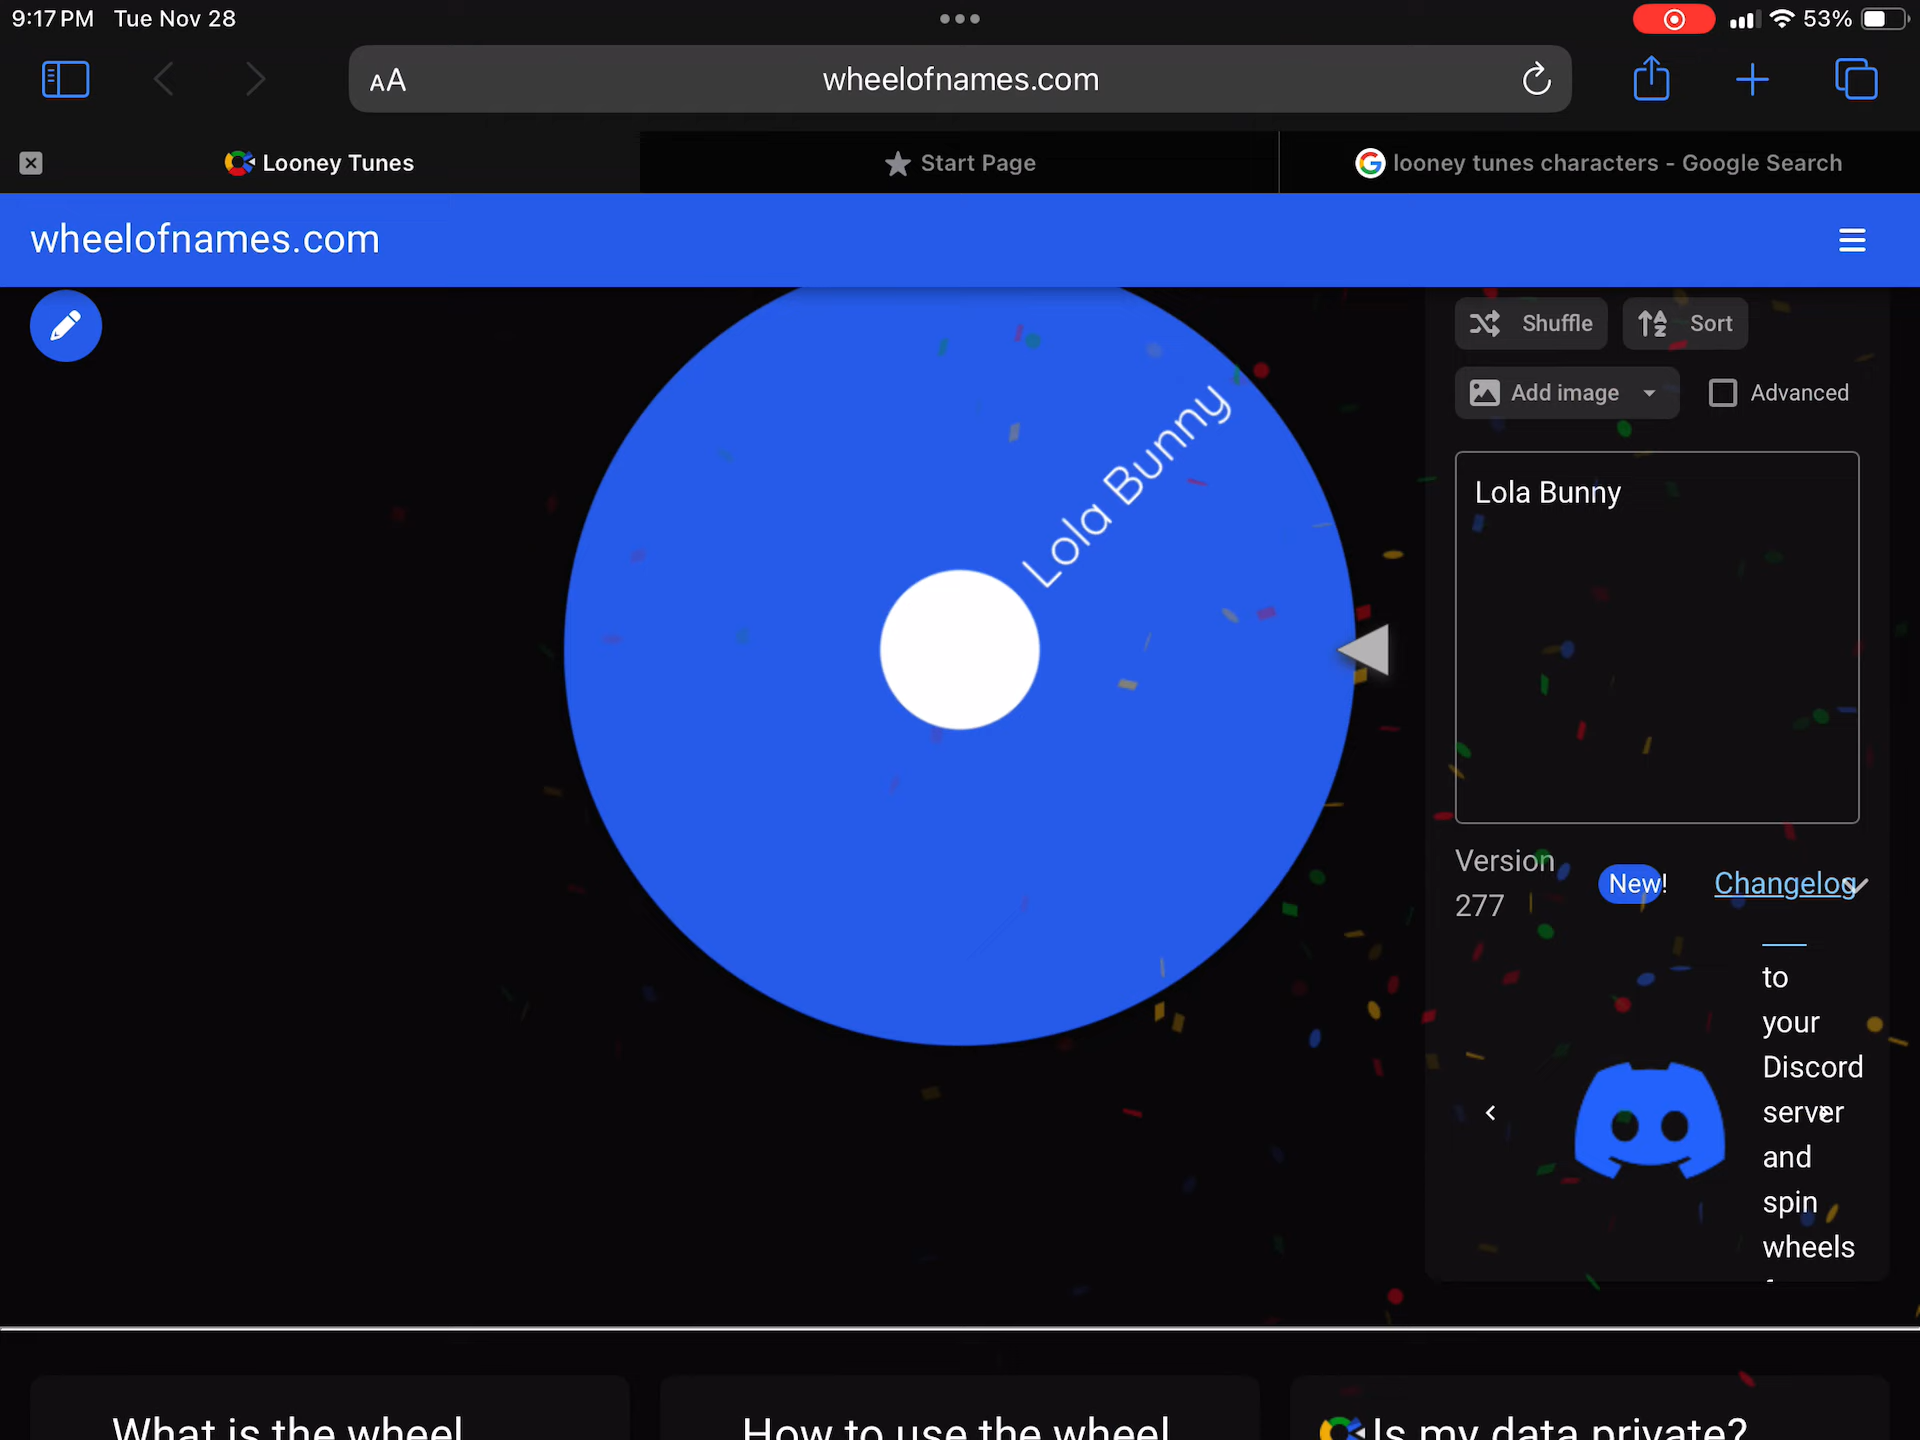 9:17 PM Tue Nov 28
53%
AA wheelofnames.com
Looney Tunes
Start Page
looney tunes characters - Google Search
wheelofnames.com
Shuffle
Sort
Add image
Advanced
Lola Bunny
Lola Bunny
Version
277
New!
Changelog
to
your
Discord
server
and
spin
wheels
What is the wheel
How to use the wheel
Is my data private?